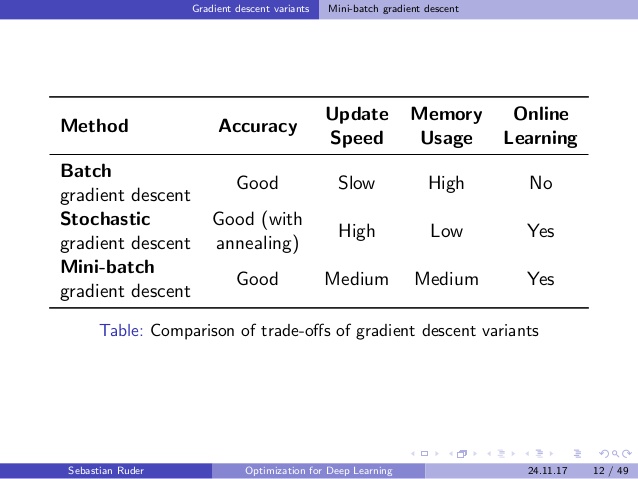 Gradient descent variants Mini-batch gradient descent
Method Accuracy Update Speed Memory Usage Online Learning
Batch gradient descent Good Slow High No
Stochastic gradient descent Good (with annealing) High Low Yes
Mini-batch gradient descent Good Medium Medium Yes
Table: Comparison of trade-offs of gradient descent variants
Sebastian Ruder Optimization for Deep Learning 24.11.17 12 / 49